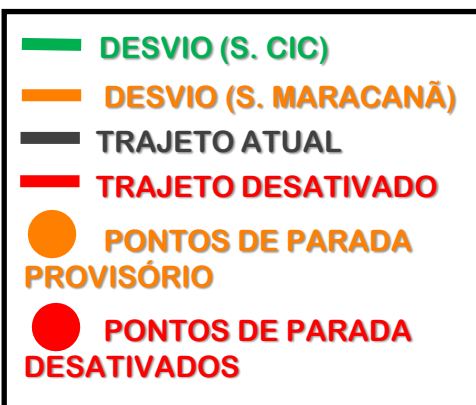 DESVIO (S. CIC)
DESVIO (S. MARACANÃ)
TRAJETO ATUAL
TRAJETO DESATIVADO
PONTOS DE PARADA
PROVISÓRIO
PONTOS DE PARADA
DESATIVADOS